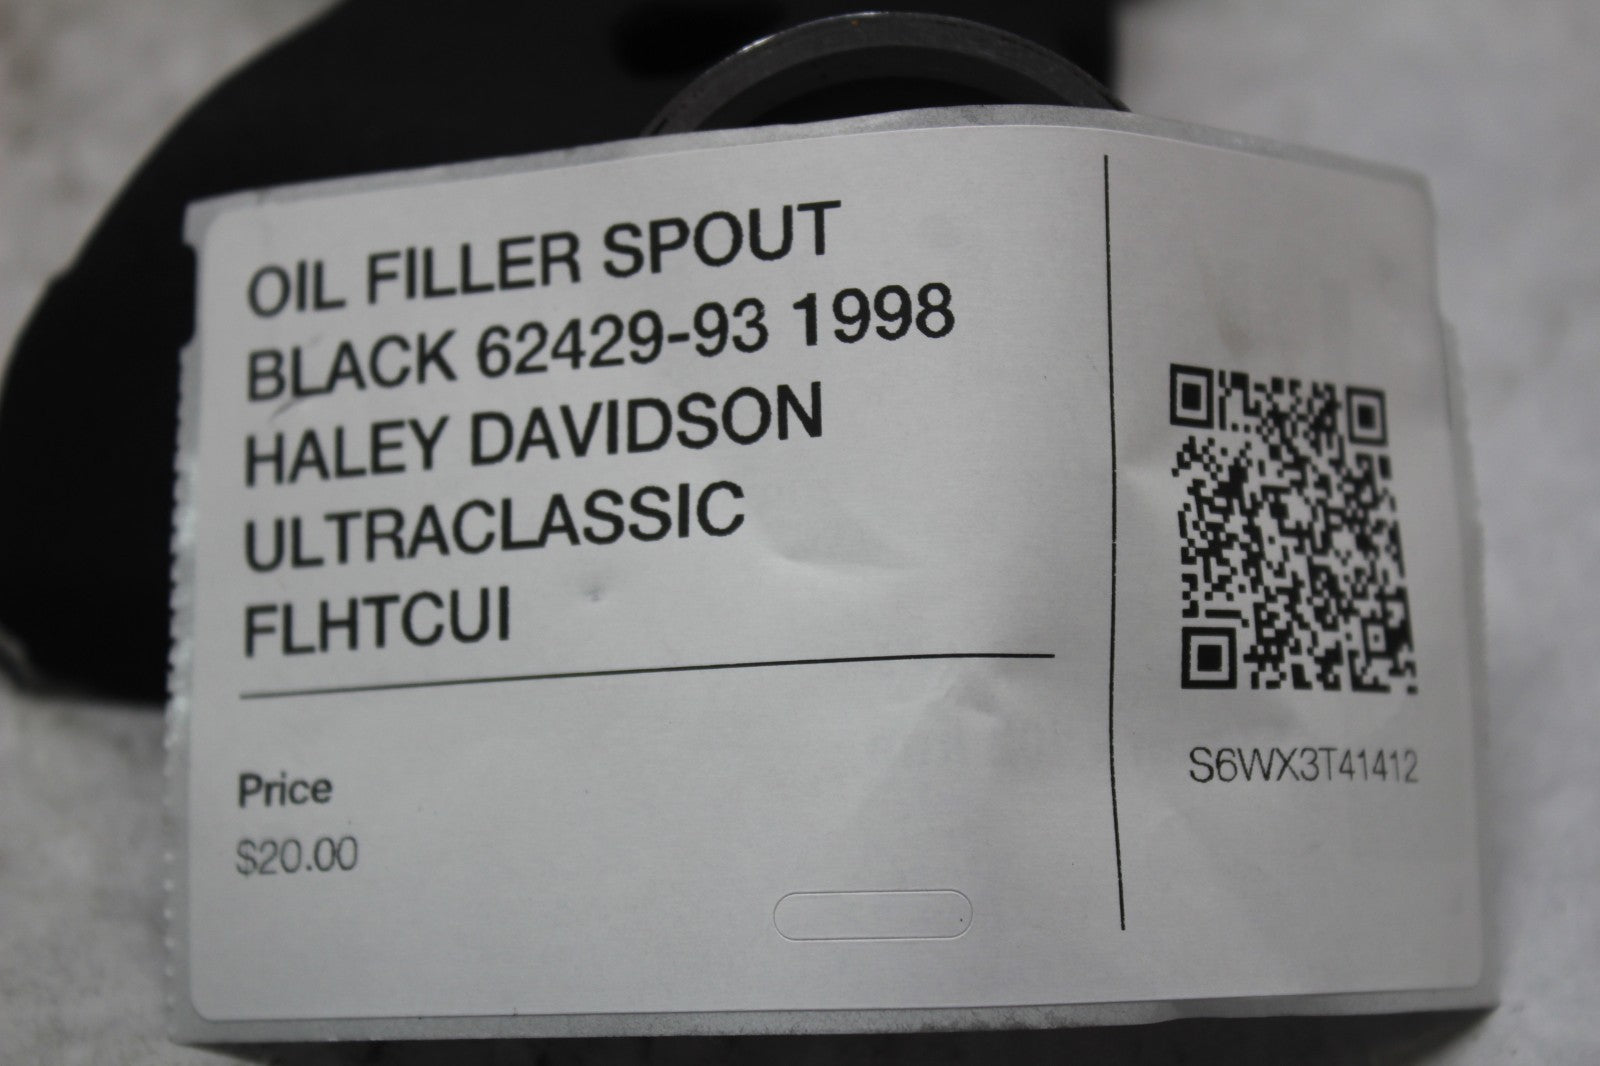 OIL FILLER SPOUT
BLACK 62429-93 1998
HALEY DAVIDSON
ULTRACLASSIC
FLHTCUI
Price
$20.00
S6WX3T41412